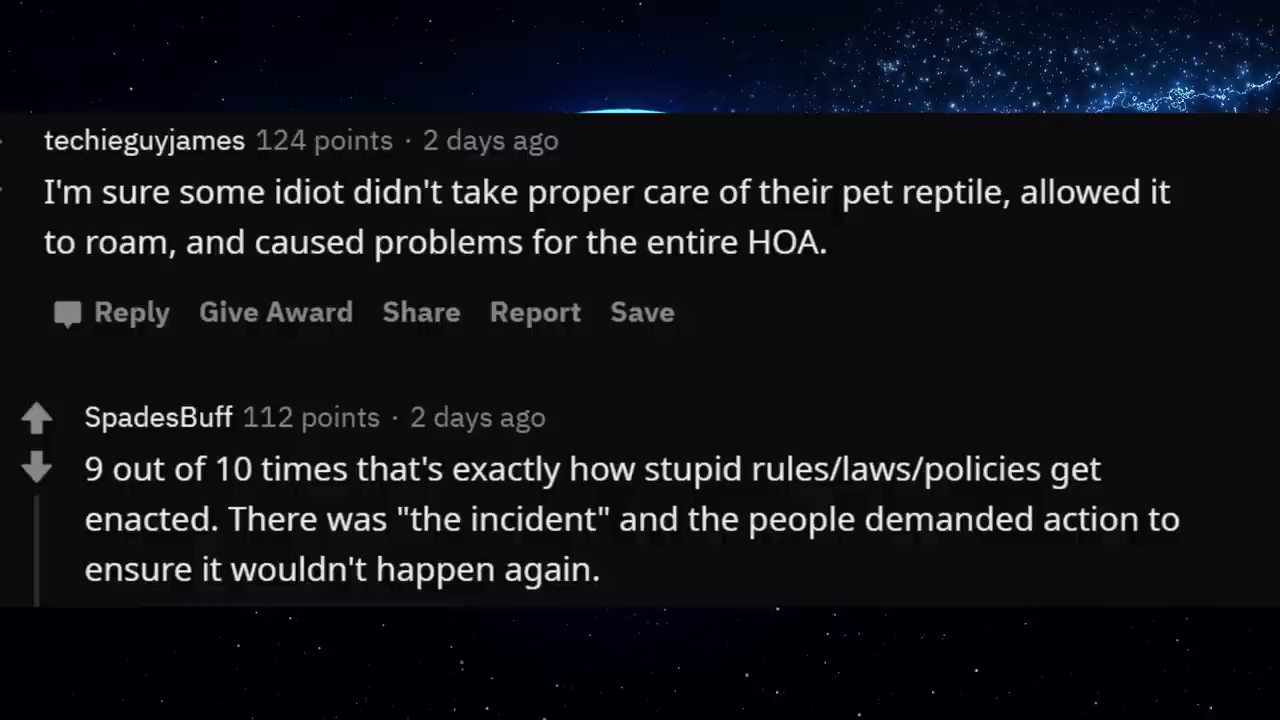 techieguyjames 124 points · 2 days ago
I'm sure some idiot didn't take proper care of their pet reptile, allowed it
to roam, and caused problems for the entire HOA.
Reply Give Award Share Report Save
SpadesBuff 112 points · 2 days ago
9 out of 10 times that's exactly how stupid rules/laws/policies get
enacted. There was "the incident" and the people demanded action to
ensure it wouldn't happen again.